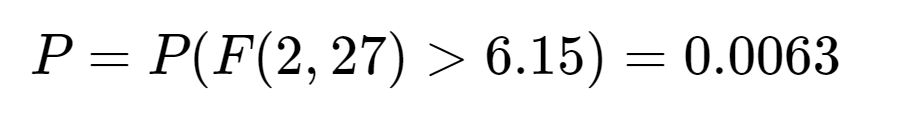 P = P(F(2, 27) > 6.15) = 0.0063